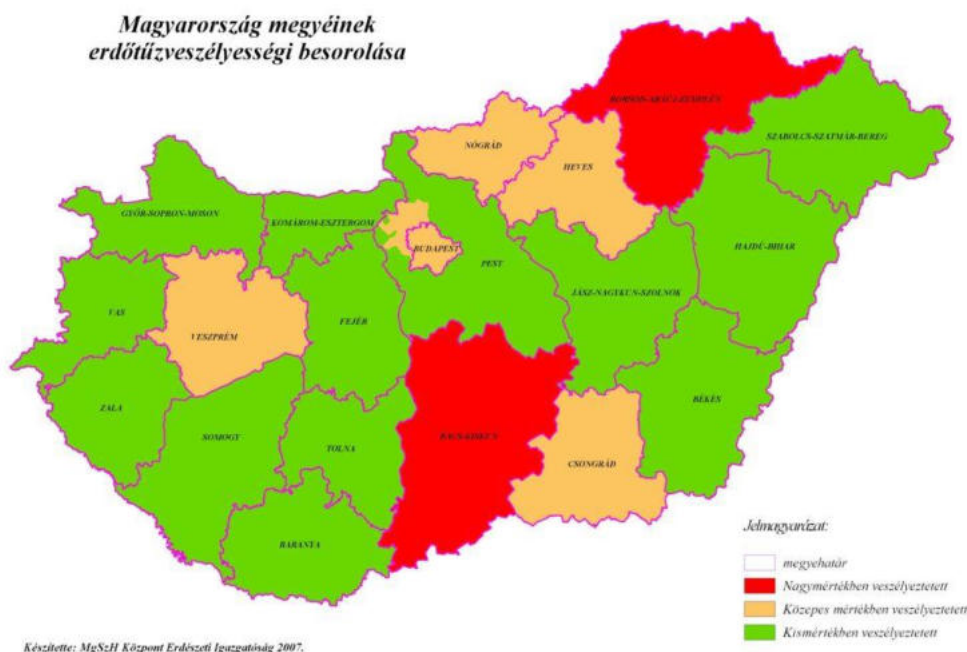 Magyarország megyéinek
erdőtűzveszélyességi besorolása
BORSOD-ABAÚJ-ZEMPLÉN
SZABOLCS-SZATMÁR-BEREG
NÓGRÁD
HEVES
GYŐR-SOPRON-MOSON
KOMÁROM-ESZTERGOM
BUDAPEST
HAJDÚ-BIHAR
PEST
JÁSZ-NAGYKUN-SZOLNOK
VAS
FEJÉR
VESZPRÉM
ZALA
BÉKÉS
SOMOGY
BÁCS-KISKUN
TOLNA
CSONGRÁD
BARANYA
Jelmagyarázat:
megyehatár
Nagymértékben veszélyeztetett
Közepes mértékben veszélyeztetett
Kismértékben veszélyeztetett
Készítette: MgSzH Központ Erdészeti Igazgatóság 2007.